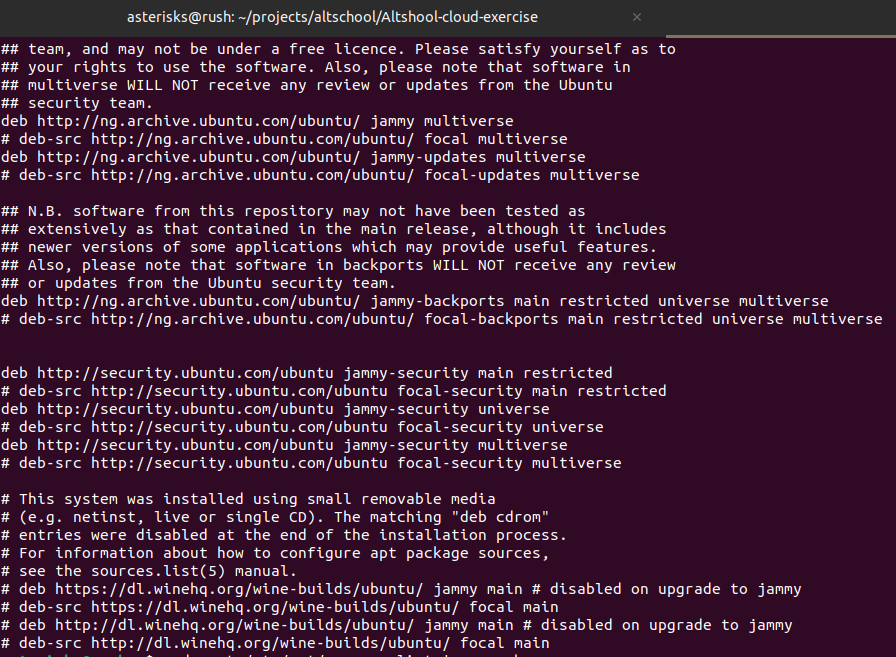 asterisks@rush: ~/projects/altschool/Altshool-cloud-exercise ×
## team, and may not be under a free licence. Please satisfy yourself as to
## your rights to use the software. Also, please note that software in
## multiverse WILL NOT receive any review or updates from the Ubuntu
## security team.
deb http://ng.archive.ubuntu.com/ubuntu/ jammy multiverse
# deb-src http://ng.archive.ubuntu.com/ubuntu/ focal multiverse
deb http://ng.archive.ubuntu.com/ubuntu/ jammy-updates multiverse
# deb-src http://ng.archive.ubuntu.com/ubuntu/ focal-updates multiverse
## N.B. software from this repository may not have been tested as
## extensively as that contained in the main release, although it includes
## newer versions of some applications which may provide useful features.
## Also, please note that software in backports WILL NOT receive any review
## or updates from the Ubuntu security team.
deb http://ng.archive.ubuntu.com/ubuntu/ jammy-backports main restricted universe multiverse
# deb-src http://ng.archive.ubuntu.com/ubuntu/ focal-backports main restricted universe multiverse
deb http://security.ubuntu.com/ubuntu jammy-security main restricted
# deb-src http://security.ubuntu.com/ubuntu focal-security main restricted
deb http://security.ubuntu.com/ubuntu jammy-security universe
# deb-src http://security.ubuntu.com/ubuntu focal-security universe
deb http://security.ubuntu.com/ubuntu jammy-security multiverse
# deb-src http://security.ubuntu.com/ubuntu focal-security multiverse
# This system was installed using small removable media
# (e.g. netinst, live or single CD). The matching "deb cdrom"
# entries were disabled at the end of the installation process.
# For information about how to configure apt package sources,
# see the sources.list(5) manual.
# deb https://dl.winehq.org/wine-builds/ubuntu/ jammy main # disabled on upgrade to jammy
# deb-src https://dl.winehq.org/wine-builds/ubuntu/ focal main
# deb http://dl.winehq.org/wine-builds/ubuntu/ jammy main # disabled on upgrade to jammy
# deb-src http://dl.winehq.org/wine-builds/ubuntu/ focal main